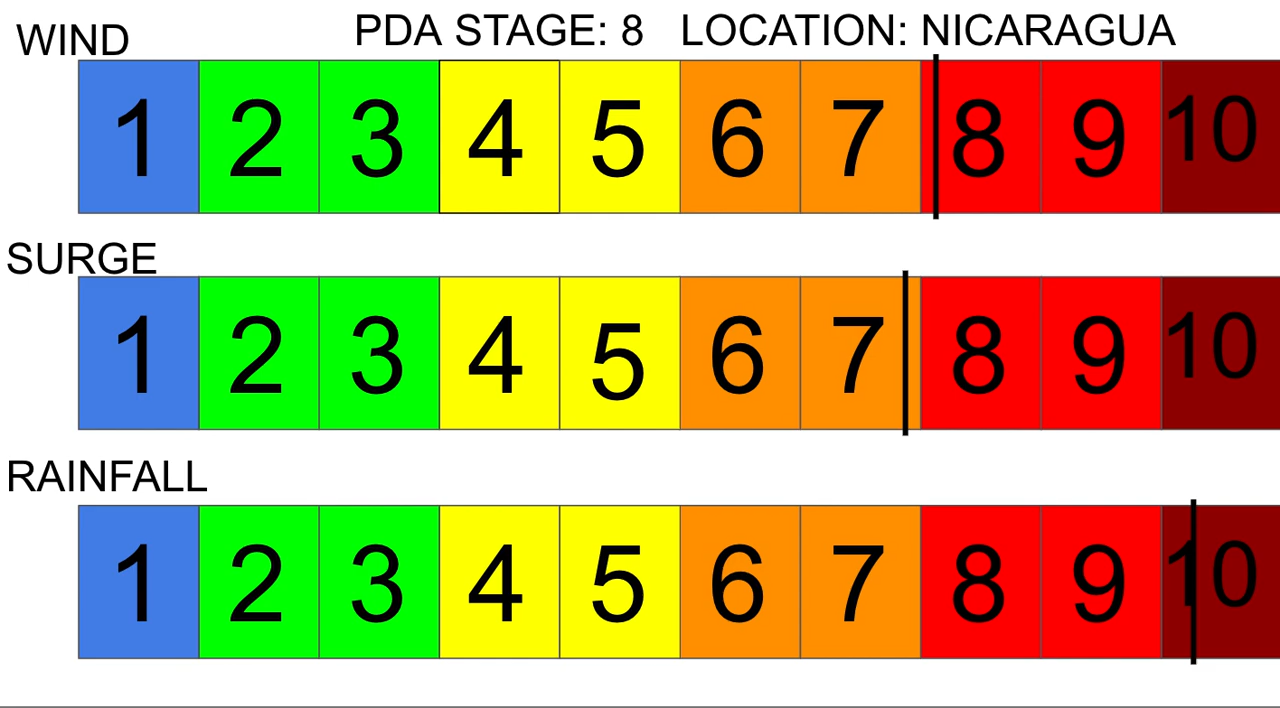 PDA STAGE: 8 LOCATION: NICARAGUA
WIND
1 2 3 4 5 6 7 8 9 10
SURGE
1 2 3 4 5 6 7 8 9 10
RAINFALL
1 2 3 4 5 6 7 8 9 10